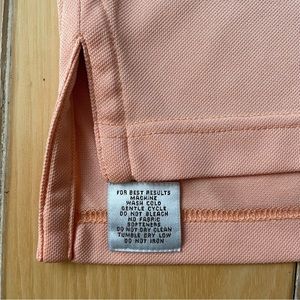 FOR BEST RESULTS
MACHINE
WASH COLD
GENTLE CYCLE
DO NOT BLEACH
NO FABRIC
SOFTENERS
DO NOT DRY CLEAN
TUMBLE DRY LOW
DO NOT IRON